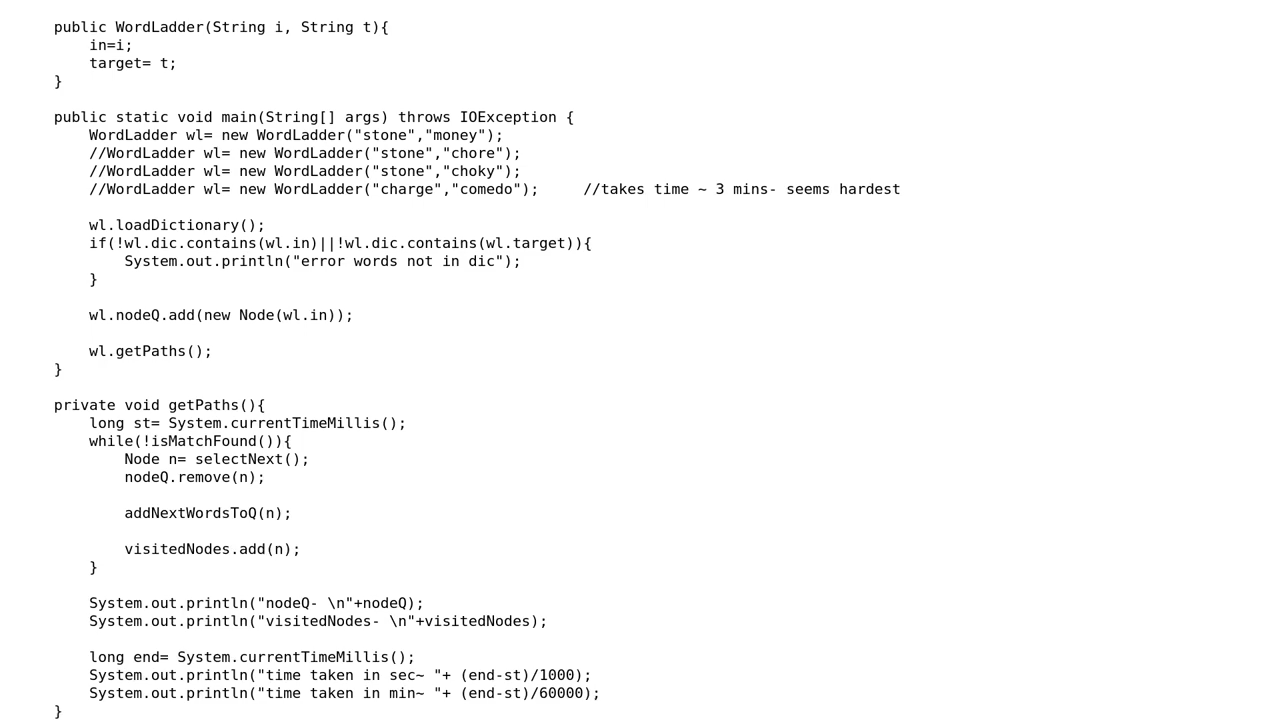 public WordLadder(String i, String t){
    in=i;
    target= t;
}
public static void main(String[] args) throws IOException {
    WordLadder wl= new WordLadder("stone","money");
    //WordLadder wl= new WordLadder("stone","chore");
    //WordLadder wl= new WordLadder("stone","choky");
    //WordLadder wl= new WordLadder("charge","comedo");     //takes time ~ 3 mins- seems hardest
    wl.loadDictionary();
    if(!wl.dic.contains(wl.in)||!wl.dic.contains(wl.target)){
        System.out.println("error words not in dic");
    }
    wl.nodeQ.add(new Node(wl.in));
    wl.getPaths();
}
private void getPaths(){
    long st= System.currentTimeMillis();
    while(!isMatchFound()){
        Node n= selectNext();
        nodeQ.remove(n);
        addNextWordsToQ(n);
        visitedNodes.add(n);
    }
    System.out.println("nodeQ- \n"+nodeQ);
    System.out.println("visitedNodes- \n"+visitedNodes);
    long end= System.currentTimeMillis();
    System.out.println("time taken in sec~ "+ (end-st)/1000);
    System.out.println("time taken in min~ "+ (end-st)/60000);
}